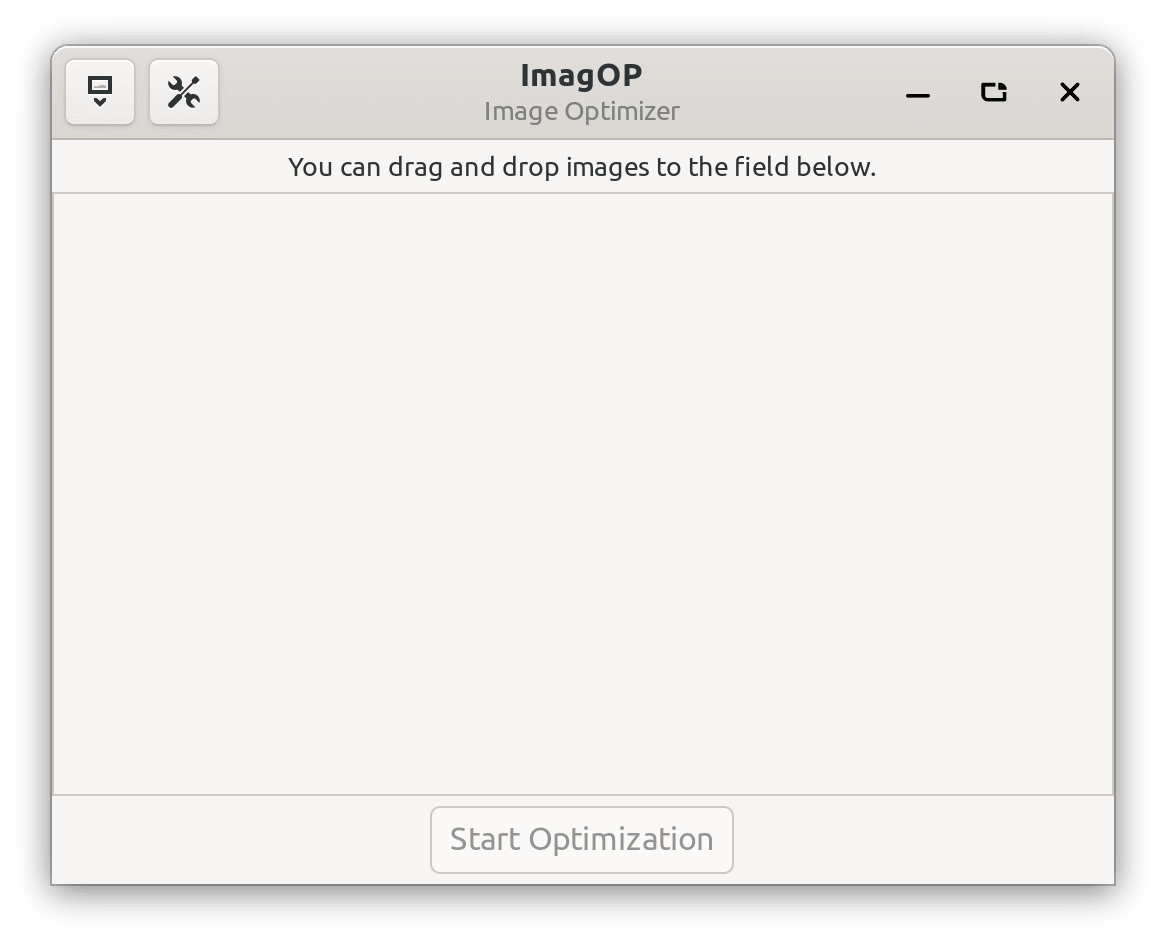 ImagOP
Image Optimizer
You can drag and drop images to the field below.
Start Optimization